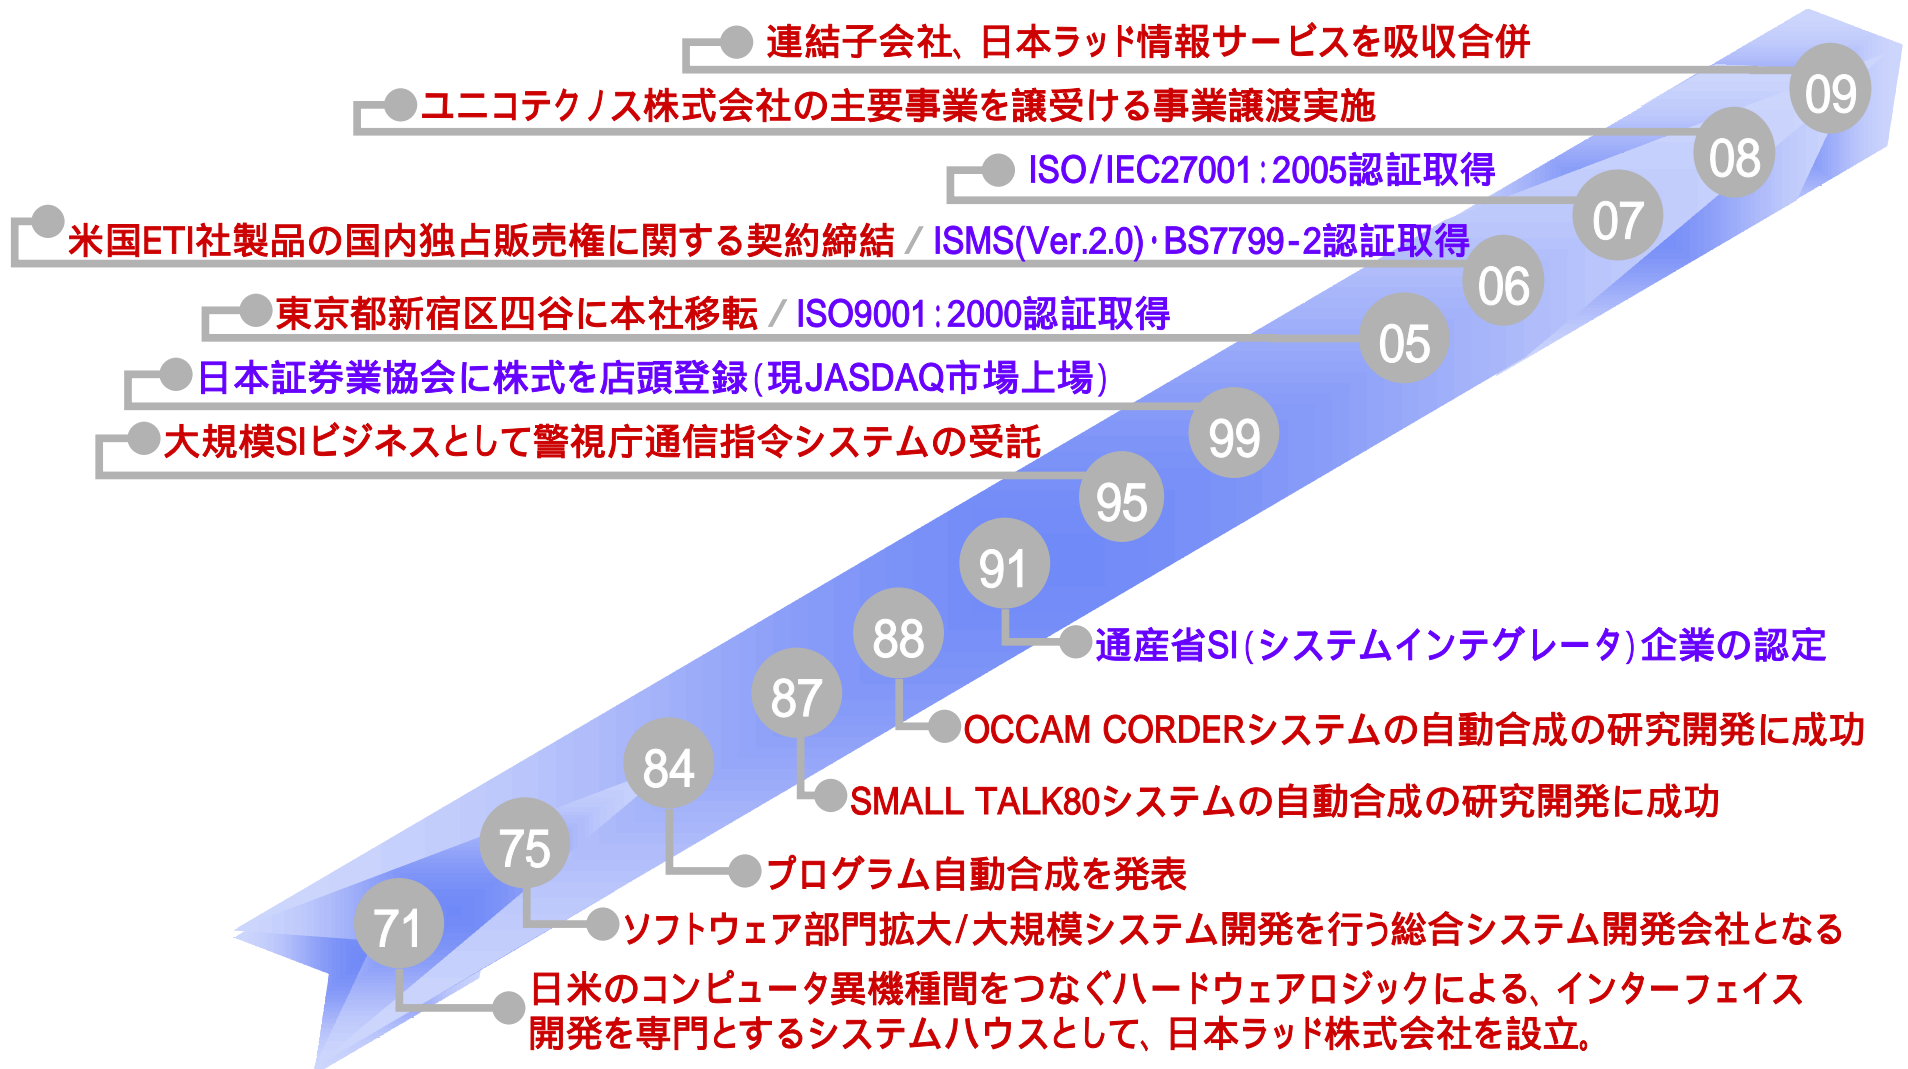 連結子会社、日本ラッド情報サービスを吸収合併
09
ユニコテクノス株式会社の主要事業を譲受ける事業譲渡実施
08
ISO/IEC27001:2005認証取得
07
米国ETI社製品の国内独占販売権に関する契約締結 / ISMS(Ver.2.0)・BS7799-2認証取得
06
東京都新宿区四谷に本社移転 / ISO9001:2000認証取得
05
日本証券業協会に株式を店頭登録(現JASDAQ市場上場)
99
大規模SIビジネスとして警視庁通信指令システムの受託
95
91
通産省SI(システムインテグレータ)企業の認定
88
OCCAM CORDERシステムの自動合成の研究開発に成功
87
SMALL TALK80システムの自動合成の研究開発に成功
84
プログラム自動合成を発表
75
ソフトウェア部門拡大/大規模システム開発を行う総合システム開発会社となる
71
日米のコンピュータ異機種間をつなぐハードウェアロジックによる、インターフェイス
開発を専門とするシステムハウスとして、日本ラッド株式会社を設立。